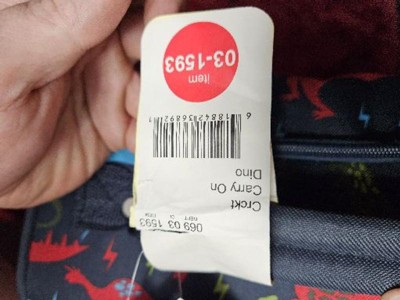 069 03 1593
Crckt
Carry On
Dino
item
03-1593